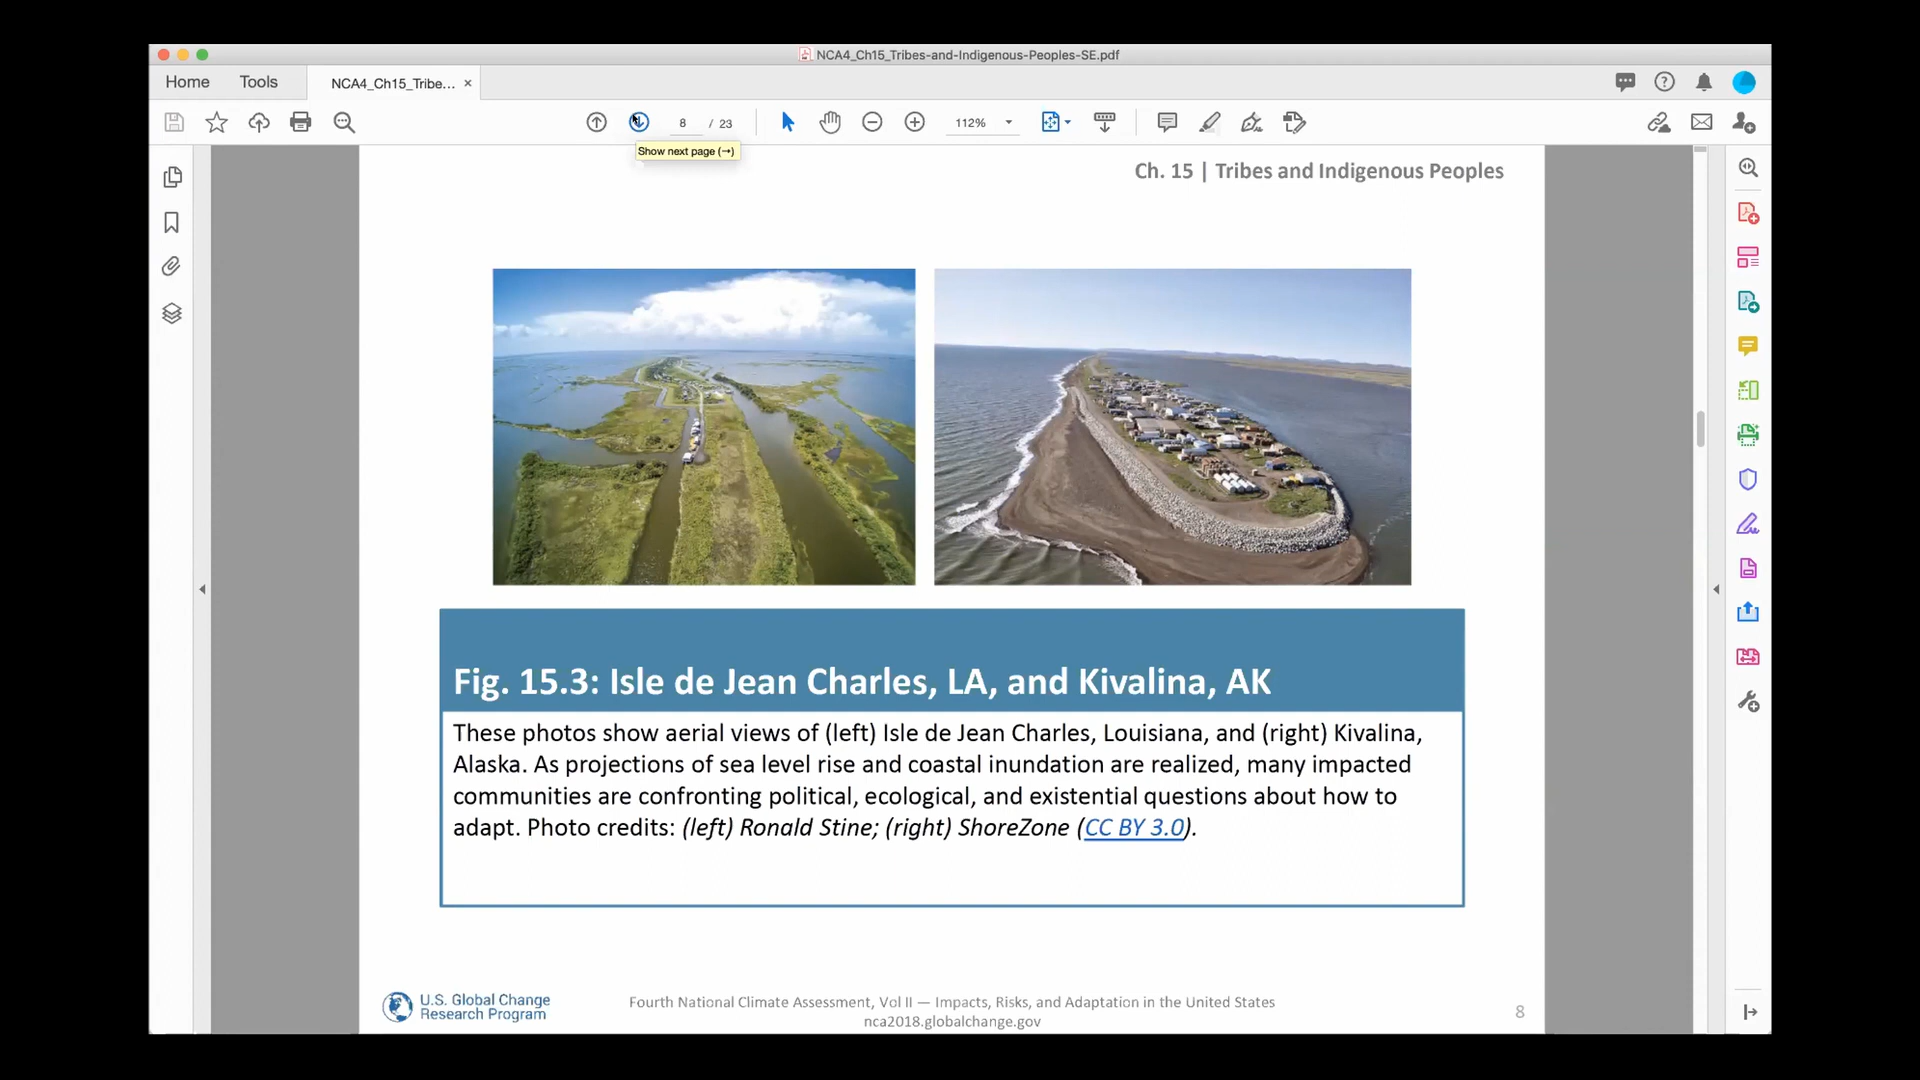 NCA4_Ch15_Tribes-and-Indigenous-Peoples-SE.pdf
Home Tools NCA4_Ch15_Tribe... ×
8 / 23 112%
Show next page (→)
Ch. 15 | Tribes and Indigenous Peoples
Fig. 15.3: Isle de Jean Charles, LA, and Kivalina, AK
These photos show aerial views of (left) Isle de Jean Charles, Louisiana, and (right) Kivalina,
Alaska. As projections of sea level rise and coastal inundation are realized, many impacted
communities are confronting political, ecological, and existential questions about how to
adapt. Photo credits: (left) Ronald Stine; (right) ShoreZone (CC BY 3.0).
U.S. Global Change
Research Program
Fourth National Climate Assessment, Vol II — Impacts, Risks, and Adaptation in the United States
nca2018.globalchange.gov
8